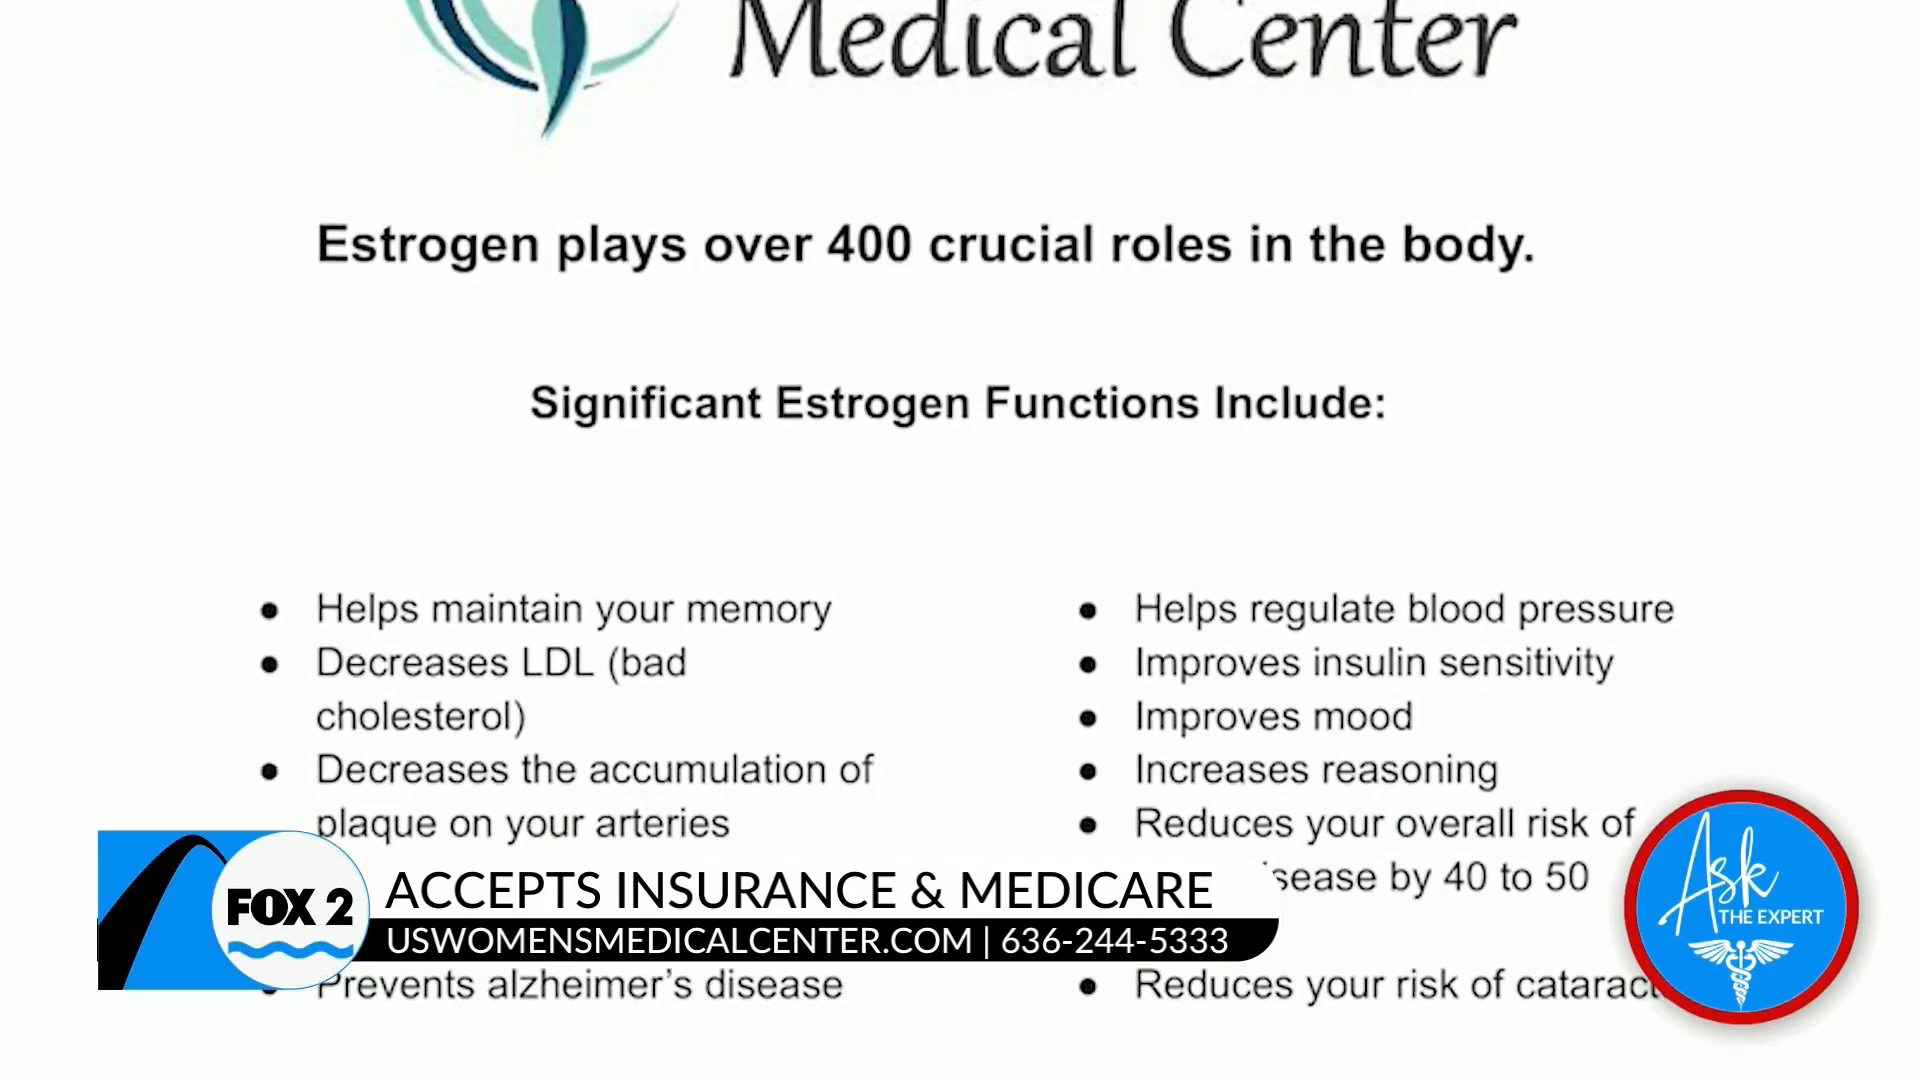 Medical Center
Estrogen plays over 400 crucial roles in the body.
Significant Estrogen Functions Include:
● Helps maintain your memory
● Decreases LDL (bad
cholesterol)
● Decreases the accumulation of
plaque on your arteries
Prevents alzheimer's disease
● Helps regulate blood pressure
● Improves insulin sensitivity
● Improves mood
● Increases reasoning
● Reduces your overall risk of
by 40 to 50
● Reduces your risk of
FOX 2
ACCEPTS INSURANCE & MEDICARE
USWOMENSMEDICALCENTER.COM | 636-244-5333
Ask
THE EXPERT